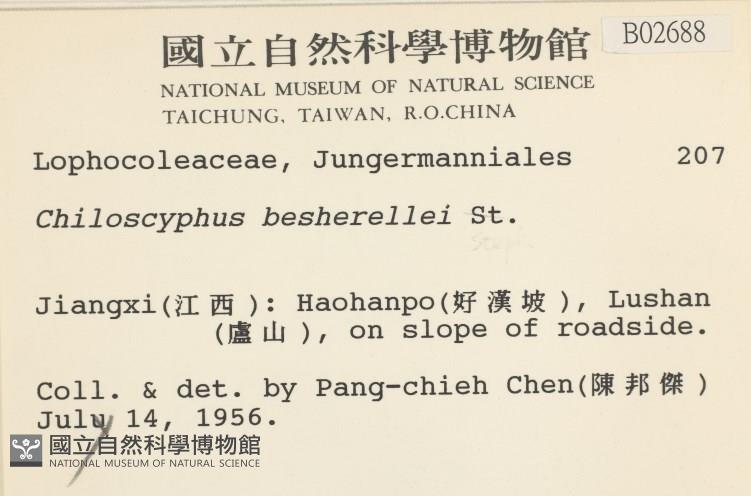 國立自然科學博物館
B02688
NATIONAL MUSEUM OF NATURAL SCIENCE
TAICHUNG, TAIWAN, R.O.CHINA
Lophocoleaceae, Jungermanniales 207
Chiloscyphus besherellei St.
Steph
Jiangxi(江西): Haohanpo(好漢坡), Lushan
(廬山), on slope of roadside.
Coll. & det. by Pang-chieh Chen(陳邦傑)
July 14, 1956.
國立自然科學博物館
NATIONAL MUSEUM OF NATURAL SCIENCE